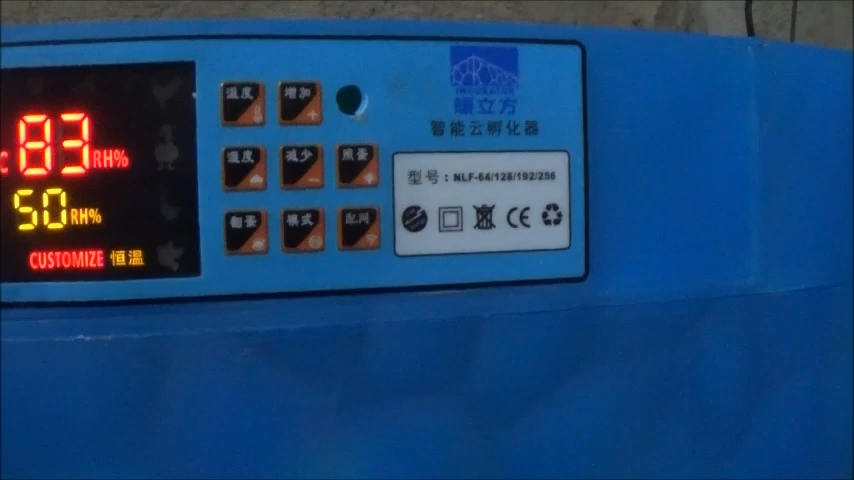 C 83 RH%
50 RH%
CUSTOMIZE 恒温
温度 增加
湿度 减少 照蛋
翻蛋 模式 配网
INCUBATOR
暖立方
智能云孵化器
型号：NLF-64/128/192/256
CE